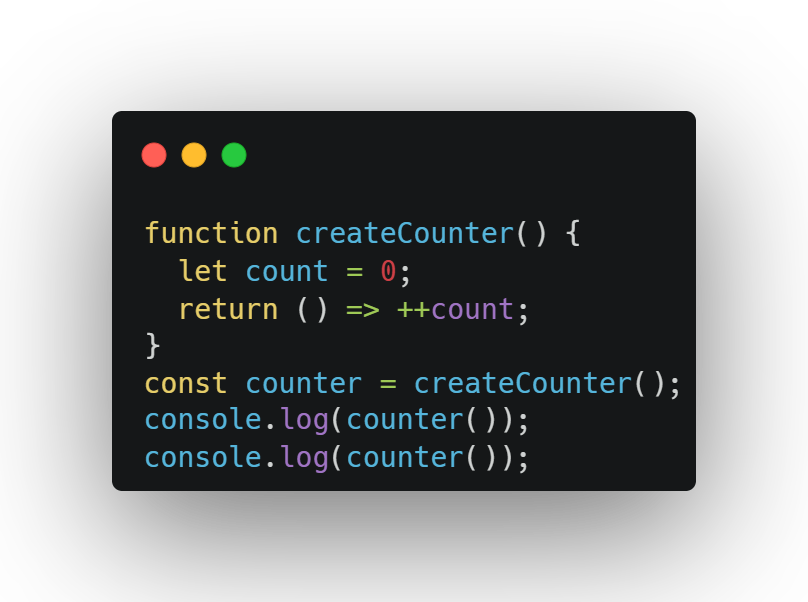 function createCounter() {
  let count = 0;
  return () => ++count;
}
const counter = createCounter();
console.log(counter());
console.log(counter());